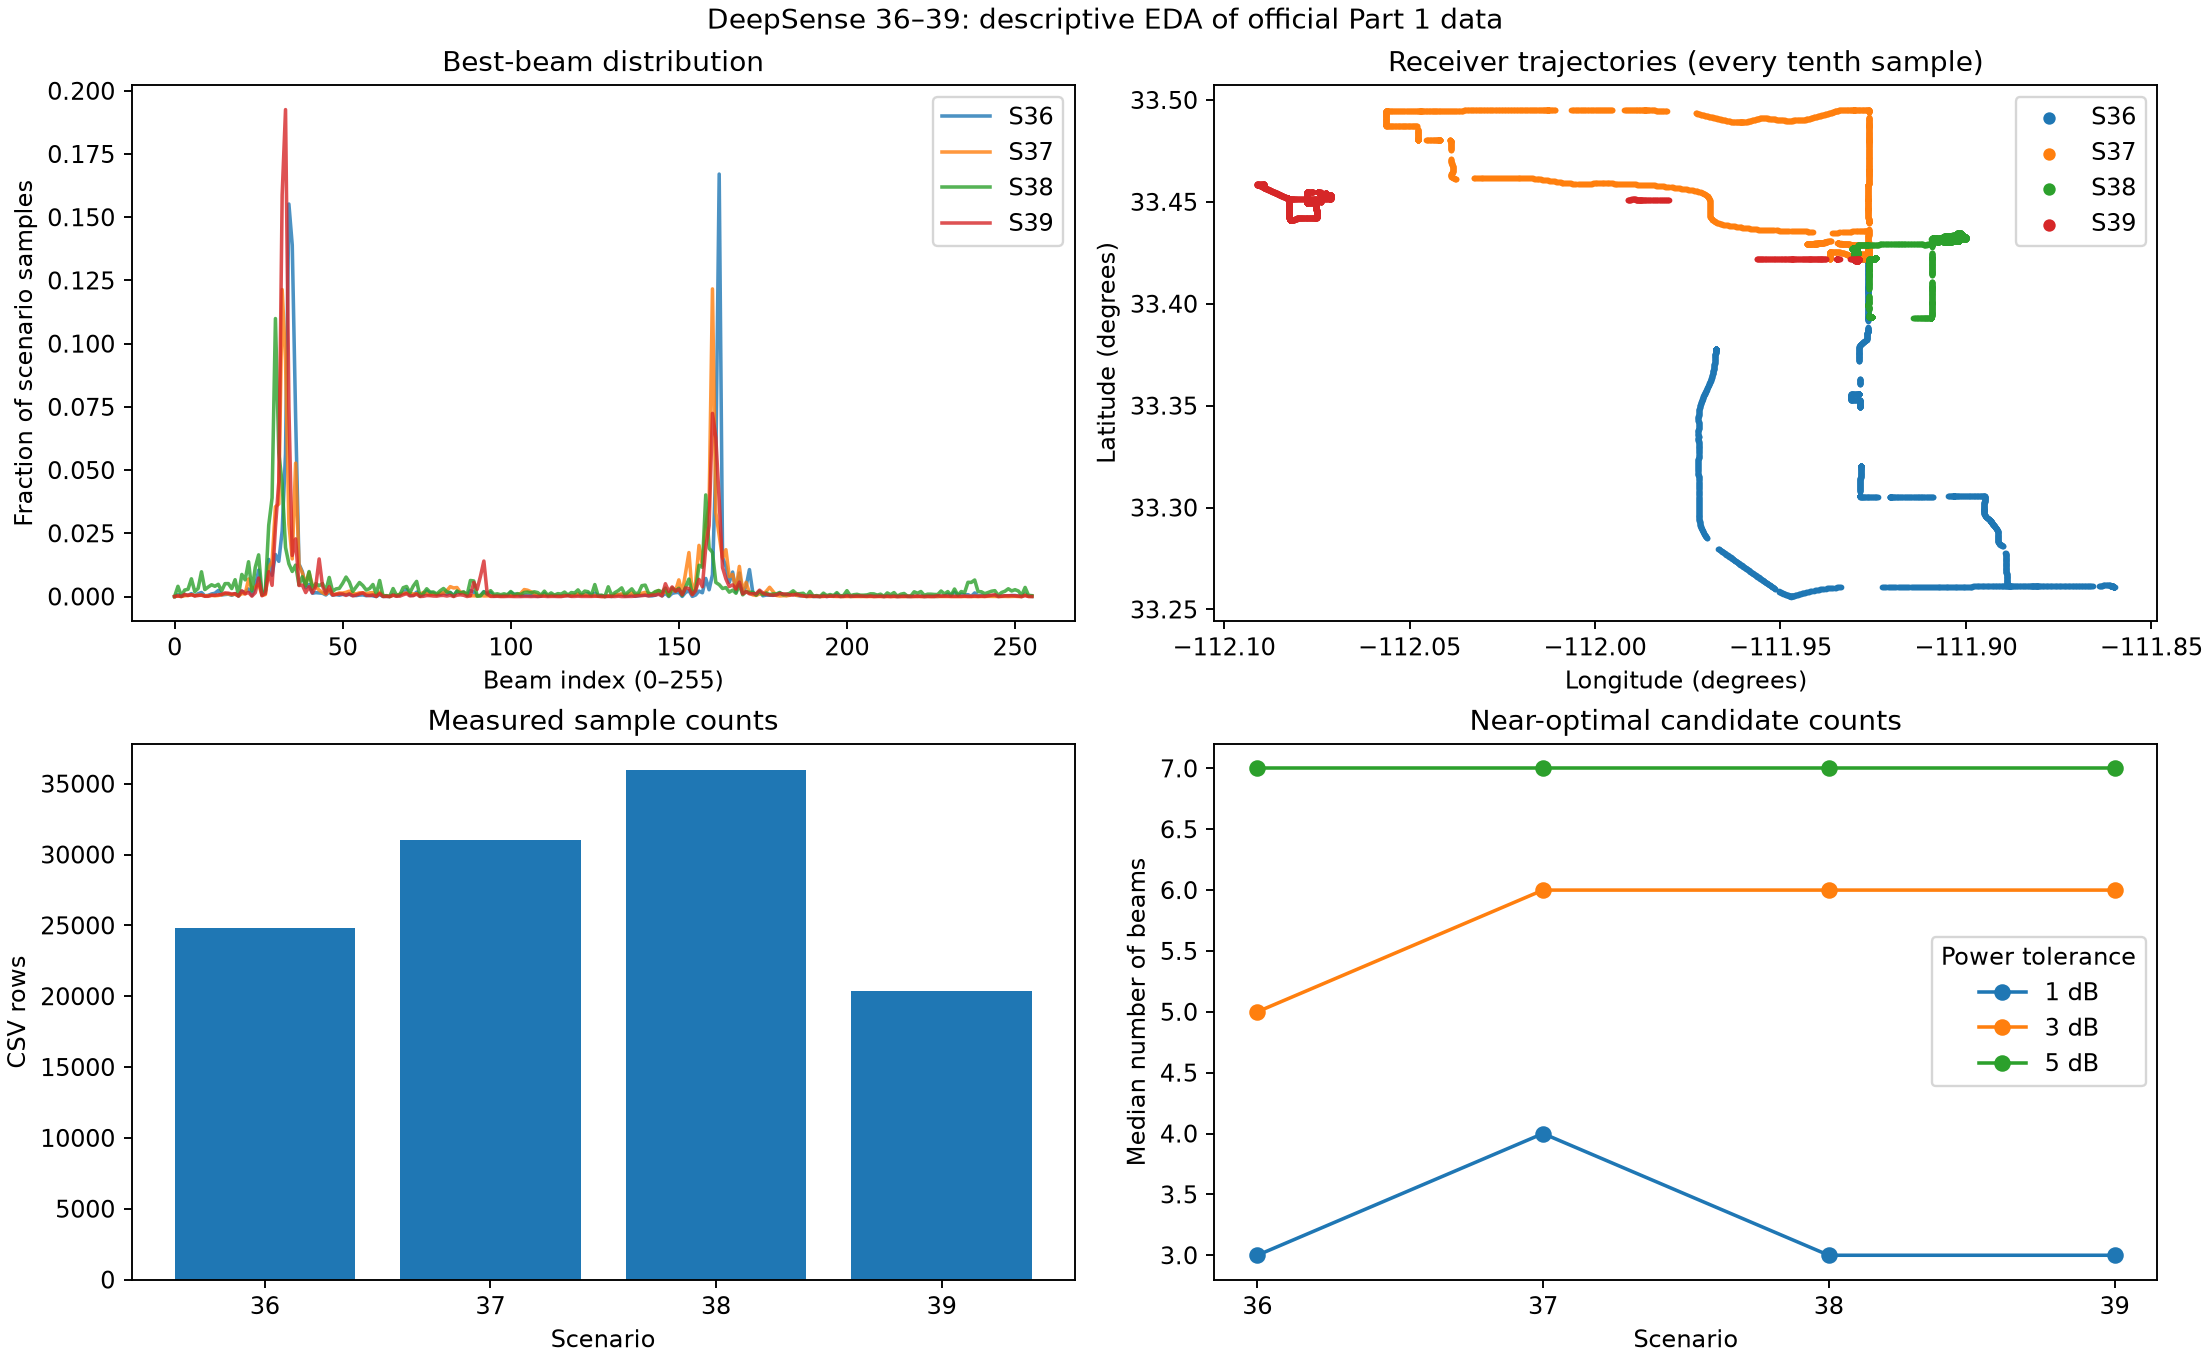 DeepSense 36–39: descriptive EDA of official Part 1 data
Best-beam distribution
0.200
0.175
0.150
0.125
0.100
0.075
0.050
0.025
0.000
Fraction of scenario samples
S36
S37
S38
S39
0 50 100 150 200 250
Beam index (0–255)
Receiver trajectories (every tenth sample)
33.50
33.45
33.40
33.35
33.30
33.25
Latitude (degrees)
S36
S37
S38
S39
−112.10 −112.05 −112.00 −111.95 −111.90 −111.85
Longitude (degrees)
Measured sample counts
35000
30000
25000
20000
15000
10000
5000
0
CSV rows
36 37 38 39
Scenario
Near-optimal candidate counts
7.0
6.5
6.0
5.5
5.0
4.5
4.0
3.5
3.0
Median number of beams
Power tolerance
1 dB
3 dB
5 dB
36 37 38 39
Scenario